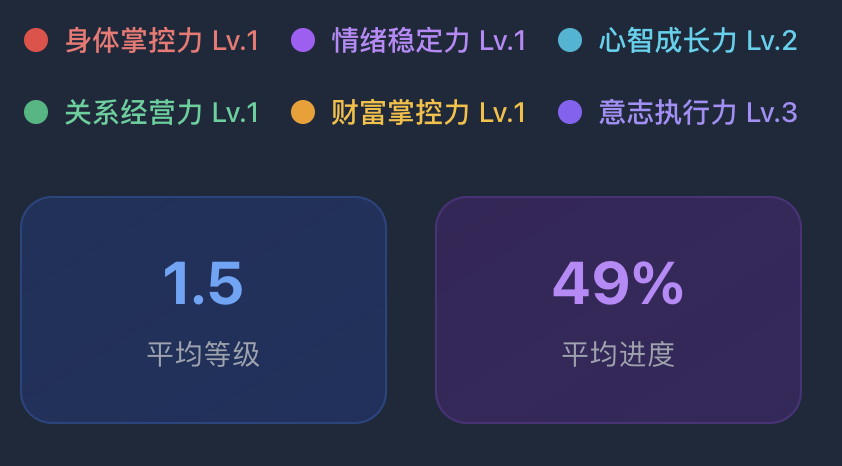 身体掌控力 Lv.1 情绪稳定力 Lv.1 心智成长力 Lv.2
关系经营力 Lv.1 财富掌控力 Lv.1 意志执行力 Lv.3
1.5 49%
平均等级 平均进度